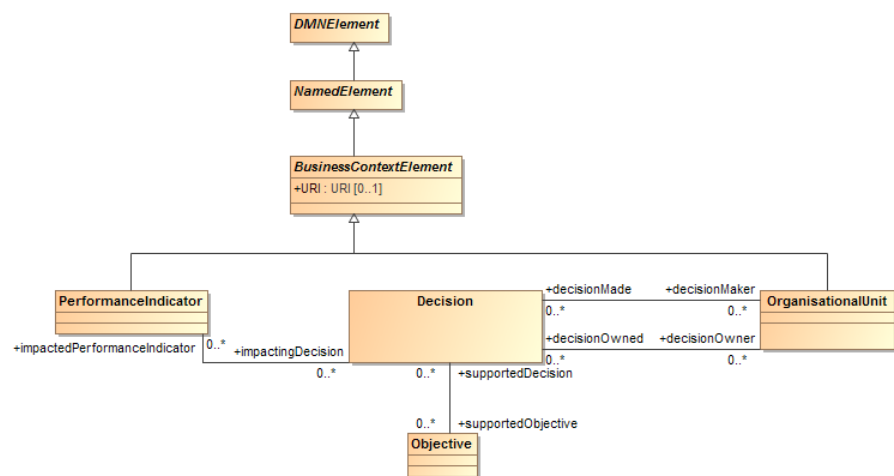 DMNElement
NamedElement
BusinessContextElement
+URI : URI [0..1]
PerformanceIndicator
Decision
+decisionMade
+decisionMaker
OrganisationalUnit
0..*
0..*
+impactedPerformanceIndicator
0..*
+impactingDecision
+decisionOwned
+decisionOwner
0..*
0..*
0..*
0..*
+supportedDecision
0..*
+supportedObjective
Objective